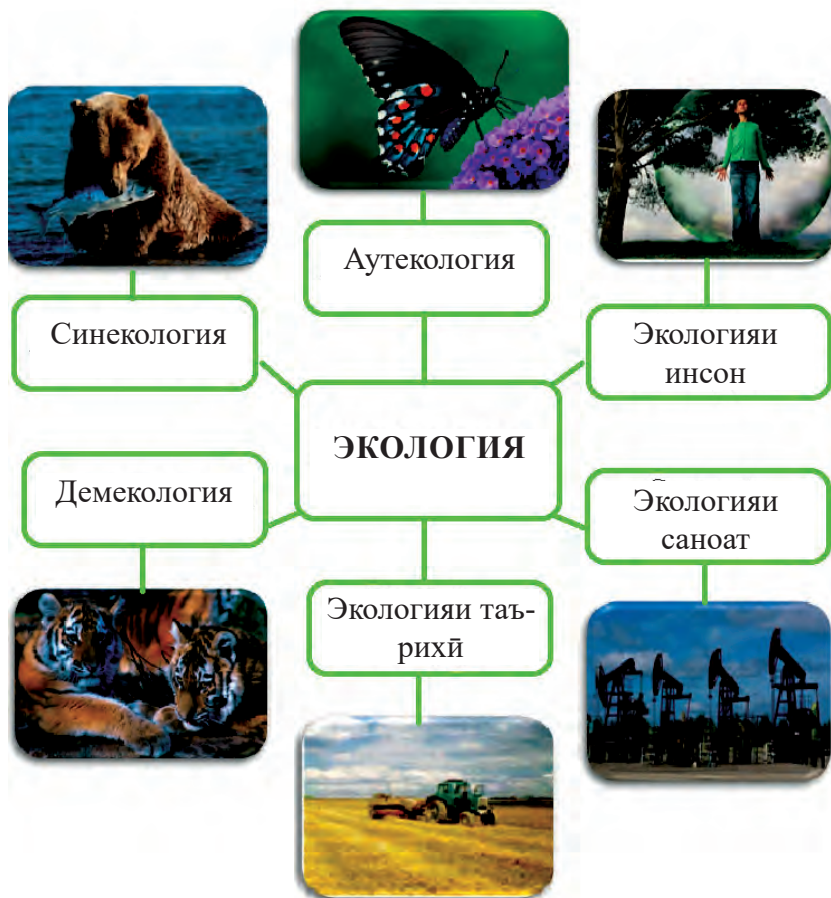 Аутекология
Синекология
Экологияи
инсон
ЭКОЛОГИЯ
Демекология
Экологияи
саноат
Экологияи таъ-
рихӣ